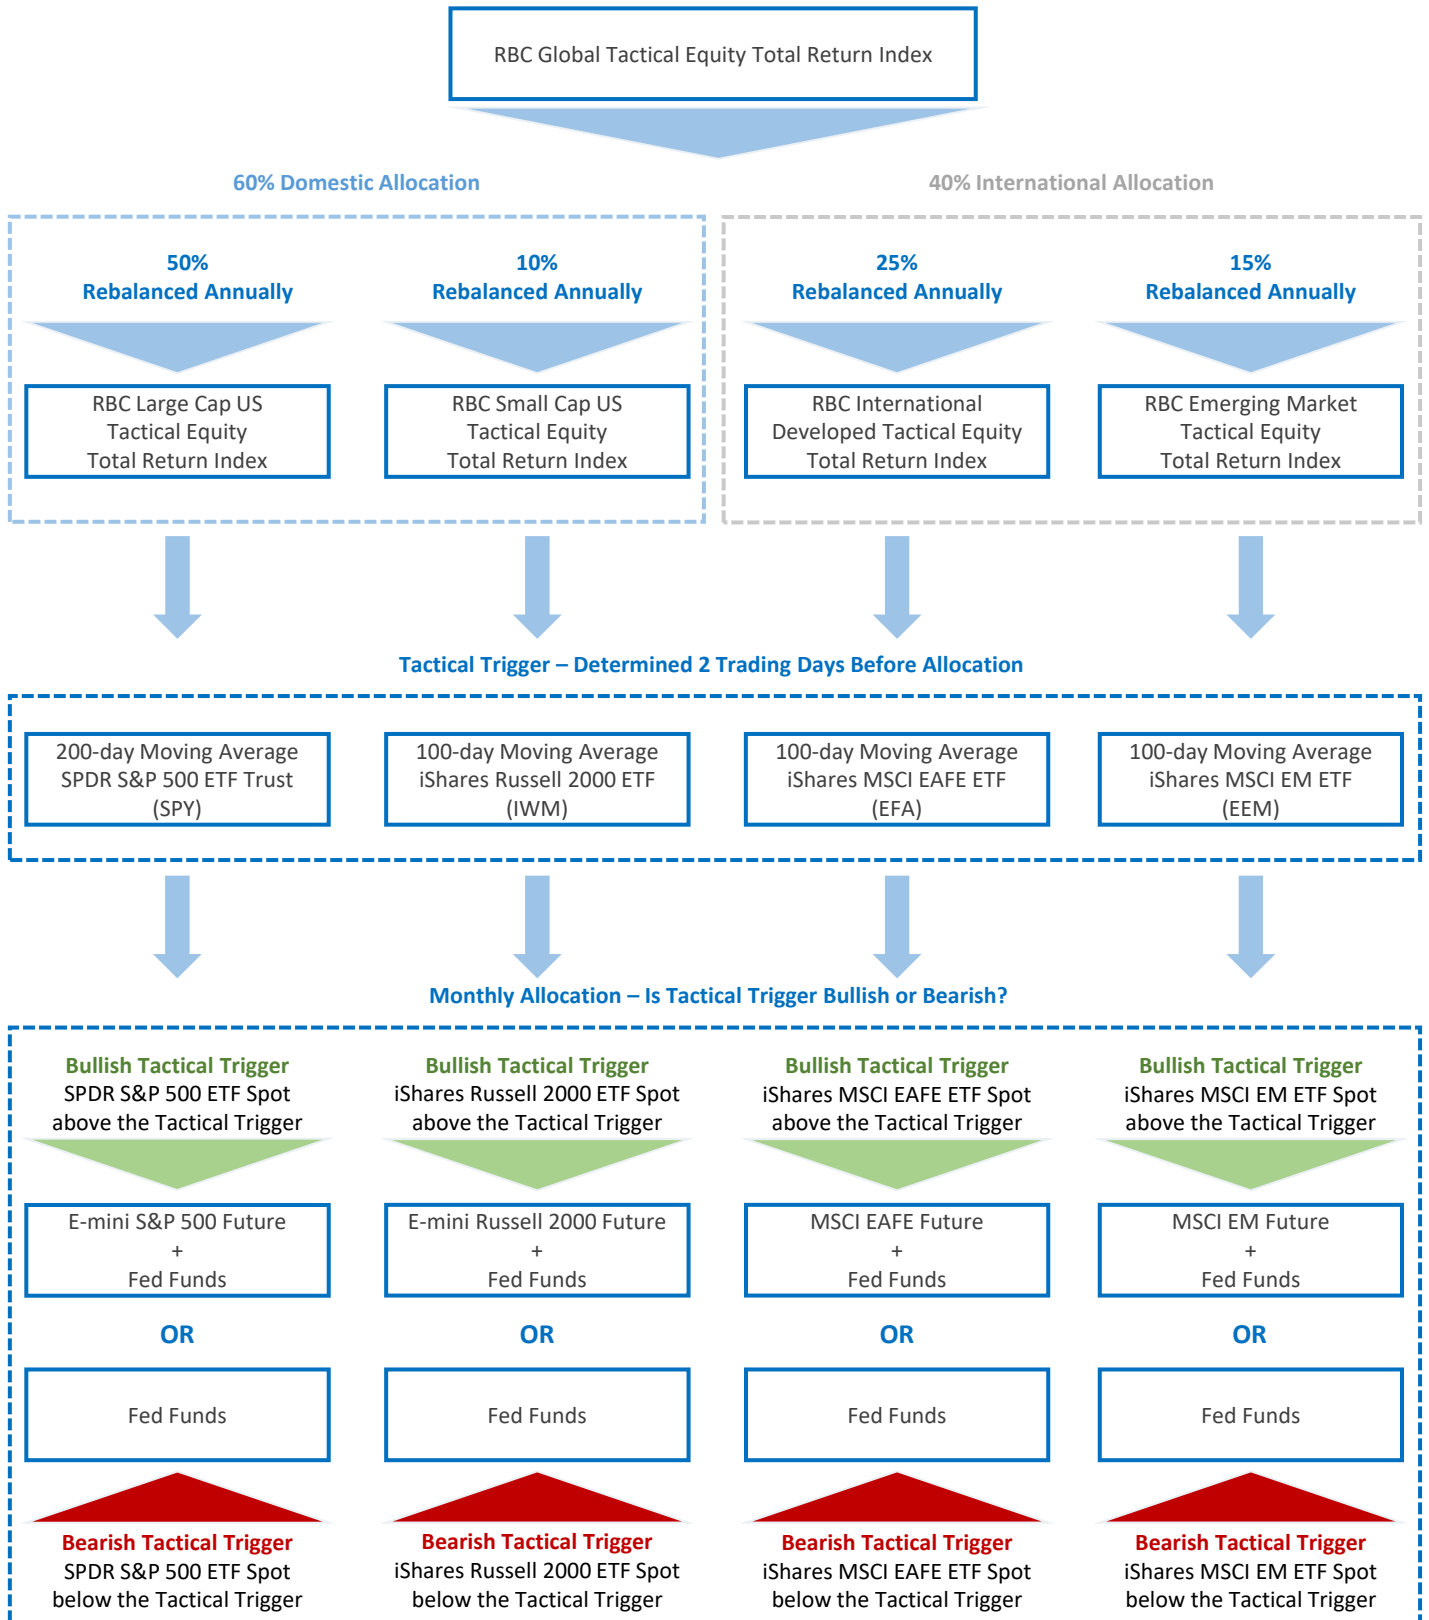 RBC Global Tactical Equity Total Return Index
60% Domestic Allocation
40% International Allocation
50%
Rebalanced Annually
10%
Rebalanced Annually
25%
Rebalanced Annually
15%
Rebalanced Annually
RBC Large Cap US
Tactical Equity
Total Return Index
RBC Small Cap US
Tactical Equity
Total Return Index
RBC International
Developed Tactical Equity
Total Return Index
RBC Emerging Market
Tactical Equity
Total Return Index
Tactical Trigger – Determined 2 Trading Days Before Allocation
200-day Moving Average
SPDR S&P 500 ETF Trust
(SPY)
100-day Moving Average
iShares Russell 2000 ETF
(IWM)
100-day Moving Average
iShares MSCI EAFE ETF
(EFA)
100-day Moving Average
iShares MSCI EM ETF
(EEM)
Monthly Allocation – Is Tactical Trigger Bullish or Bearish?
Bullish Tactical Trigger
SPDR S&P 500 ETF Spot
above the Tactical Trigger
Bullish Tactical Trigger
iShares Russell 2000 ETF Spot
above the Tactical Trigger
Bullish Tactical Trigger
iShares MSCI EAFE ETF Spot
above the Tactical Trigger
Bullish Tactical Trigger
iShares MSCI EM ETF Spot
above the Tactical Trigger
E-mini S&P 500 Future
+
Fed Funds
E-mini Russell 2000 Future
+
Fed Funds
MSCI EAFE Future
+
Fed Funds
MSCI EM Future
+
Fed Funds
OR
OR
OR
OR
Fed Funds
Fed Funds
Fed Funds
Fed Funds
Bearish Tactical Trigger
SPDR S&P 500 ETF Spot
below the Tactical Trigger
Bearish Tactical Trigger
iShares Russell 2000 ETF Spot
below the Tactical Trigger
Bearish Tactical Trigger
iShares MSCI EAFE ETF Spot
below the Tactical Trigger
Bearish Tactical Trigger
iShares MSCI EM ETF Spot
below the Tactical Trigger